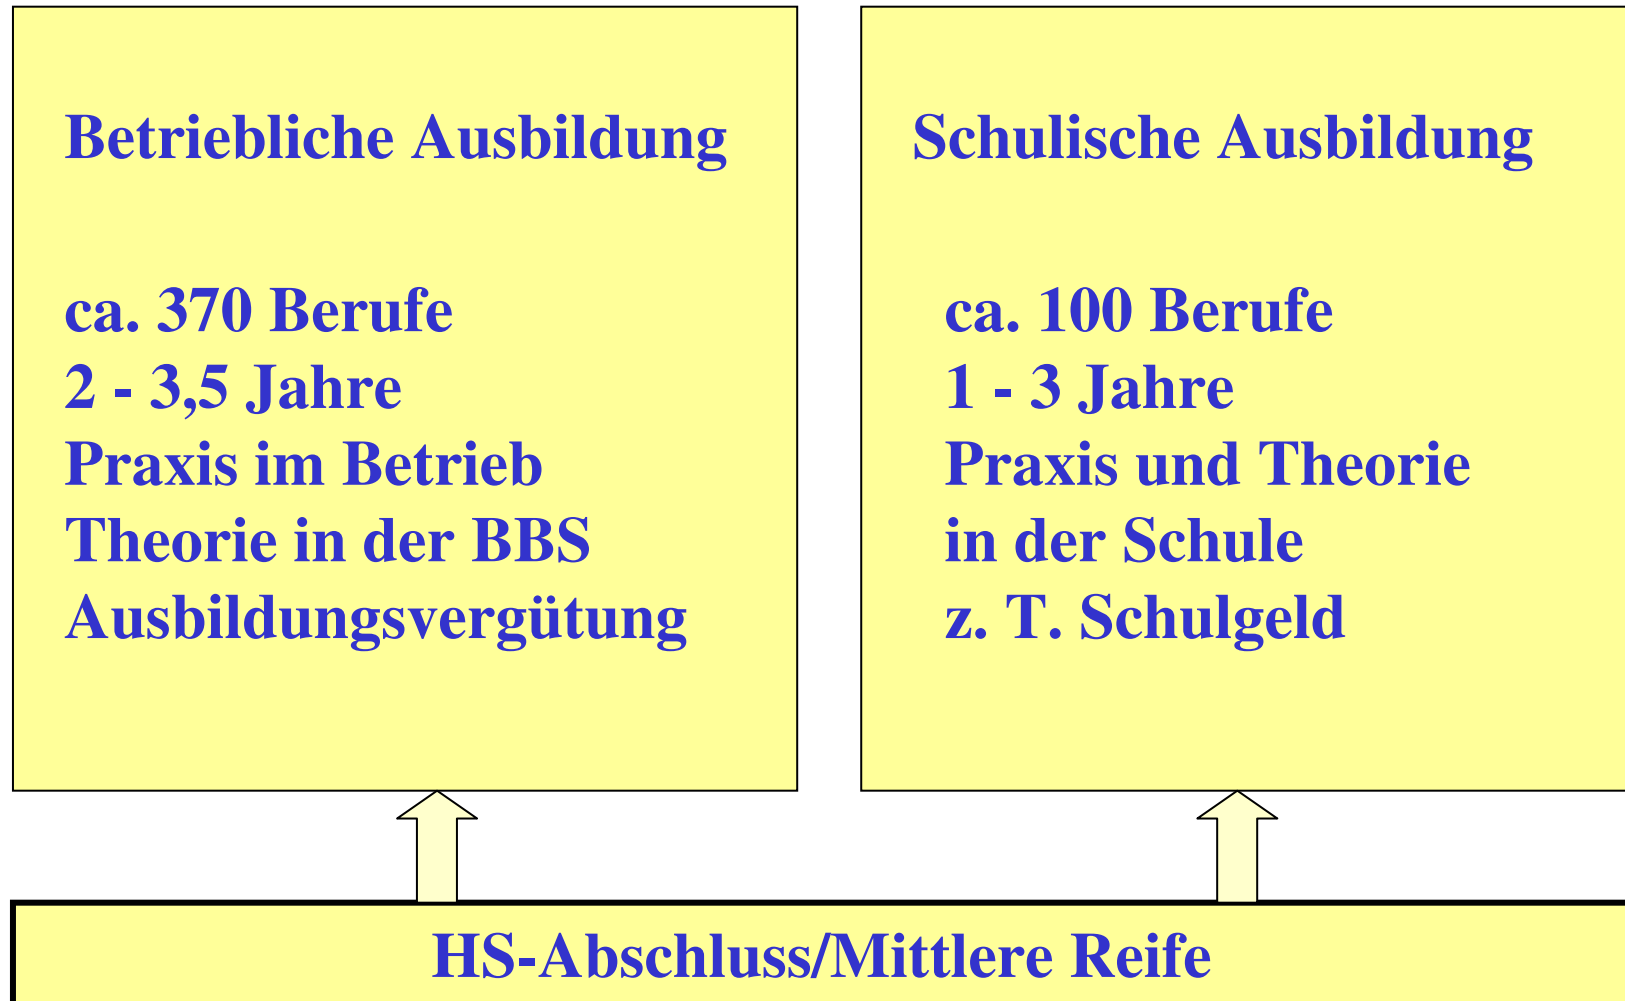 Betriebliche Ausbildung
ca. 370 Berufe
2 - 3,5 Jahre
Praxis im Betrieb
Theorie in der BBS
Ausbildungsvergütung
Schulische Ausbildung
ca. 100 Berufe
1 - 3 Jahre
Praxis und Theorie
in der Schule
z. T. Schulgeld
HS-Abschluss/Mittlere Reife